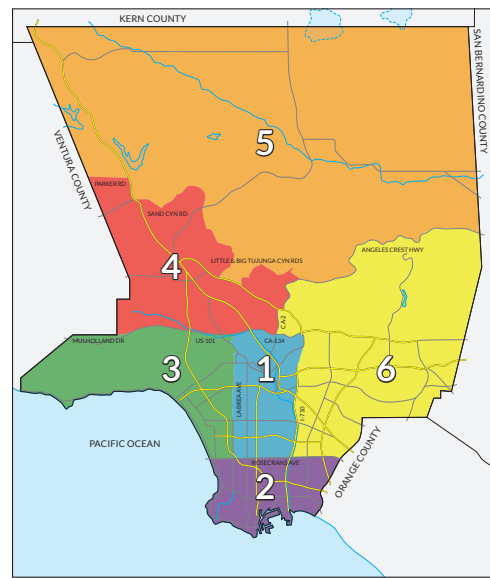 KERN COUNTY
SAN BERNARDINO COUNTY
VENTURA COUNTY
5
PARKER RD
SAND CYN RD
4
LITTLE & BIG TUJUNGA CYN RDS
ANGELES CREST HWY
CA-2
MULHOLLAND DR
US-101
CA-134
3
1
6
LA BREA AVE
I-710
PACIFIC OCEAN
ROSECRANS AVE
2
ORANGE COUNTY